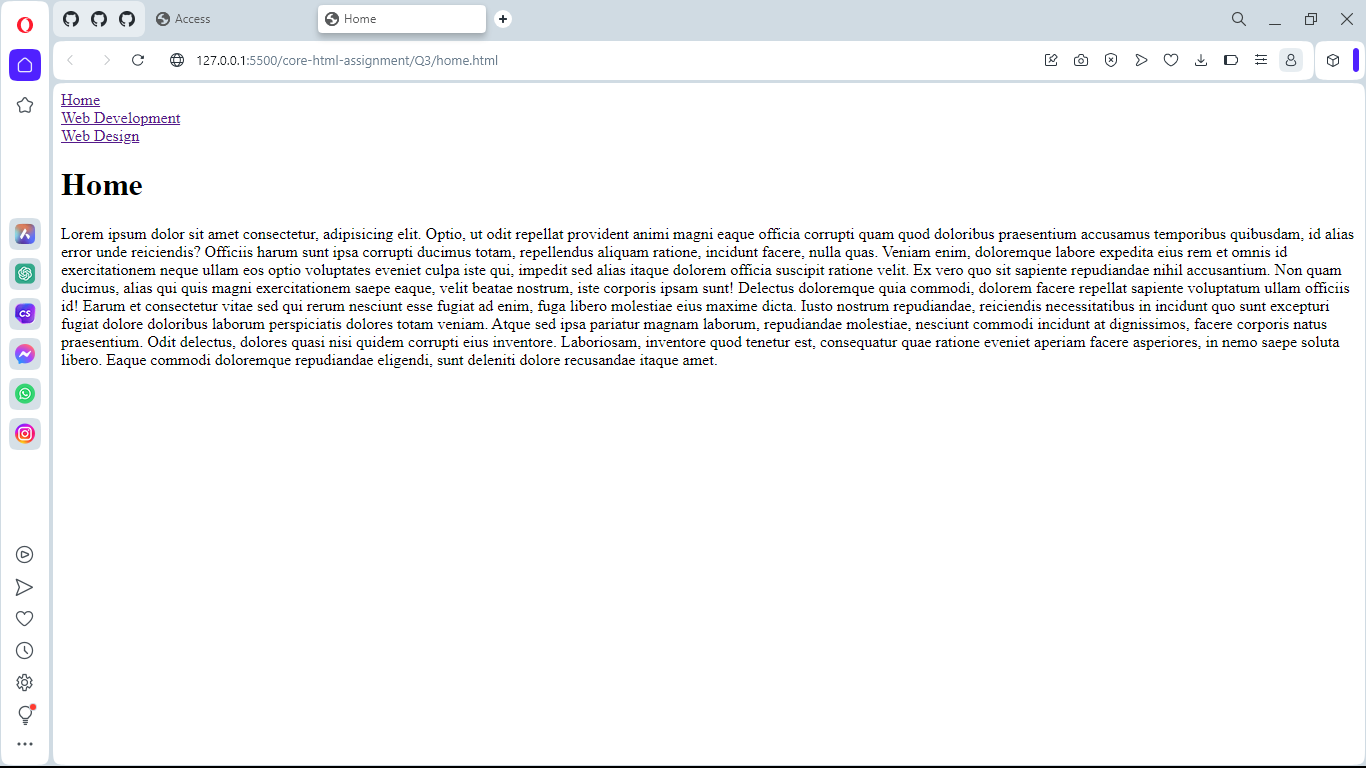 Access
Home
127.0.0.1:5500/core-html-assignment/Q3/home.html
Home
Web Development
Web Design
Home
Lorem ipsum dolor sit amet consectetur, adipisicing elit. Optio, ut odit repellat provident animi magni eaque officia corrupti quam quod doloribus praesentium accusamus temporibus quibusdam, id alias
error unde reiciendis? Officiis harum sunt ipsa corrupti ducimus totam, repellendus aliquam ratione, incidunt facere, nulla quas. Veniam enim, doloremque labore expedita eius rem et omnis id
exercitationem neque ullam eos optio voluptates eveniet culpa iste qui, impedit sed alias itaque dolorem officia suscipit ratione velit. Ex vero quo sit sapiente repudiandae nihil accusantium. Non quam
ducimus, alias qui quis magni exercitationem saepe eaque, velit beatae nostrum, iste corporis ipsam sunt! Delectus doloremque quia commodi, dolorem facere repellat sapiente voluptatum ullam officiis
id! Earum et consectetur vitae sed qui rerum nesciunt esse fugiat ad enim, fuga libero molestiae eius maxime dicta. Iusto nostrum repudiandae, reiciendis necessitatibus in incidunt quo sunt excepturi
fugiat dolore doloribus laborum perspiciatis dolores totam veniam. Atque sed ipsa pariatur magnam laborum, repudiandae molestiae, nesciunt commodi incidunt at dignissimos, facere corporis natus
praesentium. Odit delectus, dolores quasi nisi quidem corrupti eius inventore. Laboriosam, inventore quod tenetur est, consequatur quae ratione eveniet aperiam facere asperiores, in nemo saepe soluta
libero. Eaque commodi doloremque repudiandae eligendi, sunt deleniti dolore recusandae itaque amet.
CS